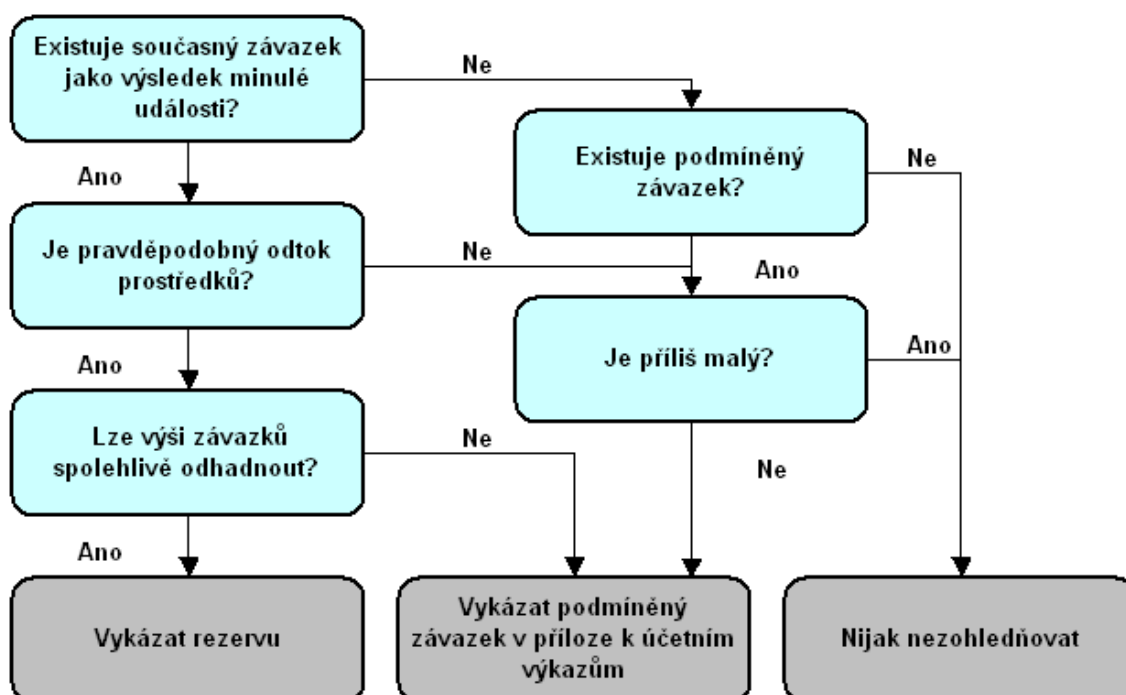 Existuje současný závazek
jako výsledek minulé
události?
Ne
Existuje podmíněný
závazek?
Ne
Ano
Je pravděpodobný odtok
prostředků?
Ne
Ano
Je příliš malý?
Ano
Ano
Lze výši závazků
spolehlivě odhadnout?
Ne
Ne
Ano
Vykázat rezervu
Vykázat podmíněný
závazek v příloze k účetním
výkazům
Nijak nezohledňovat